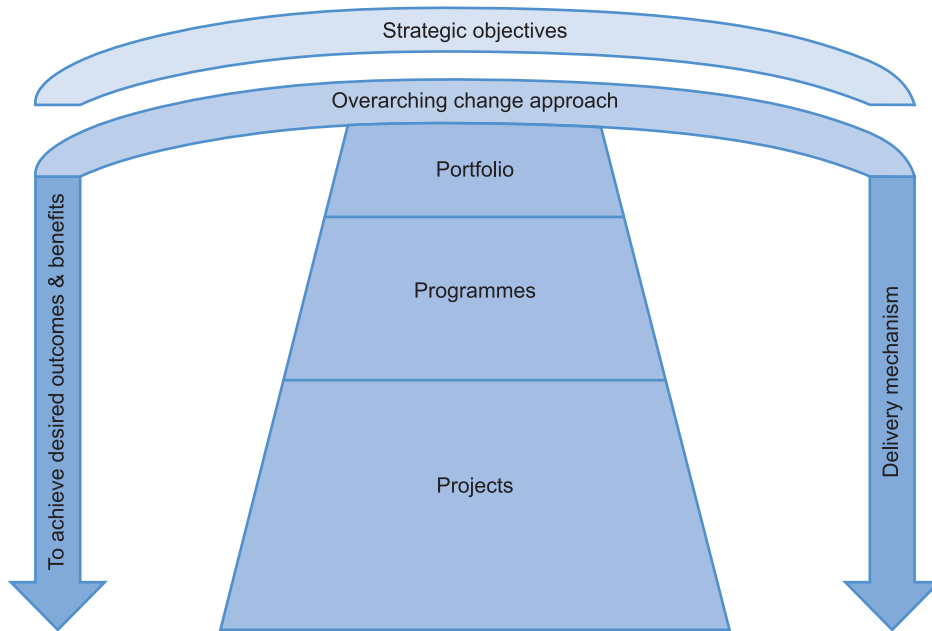 Strategic objectives
Overarching change approach
Portfolio
Programmes
Projects
To achieve desired outcomes & benefits
Delivery mechanism